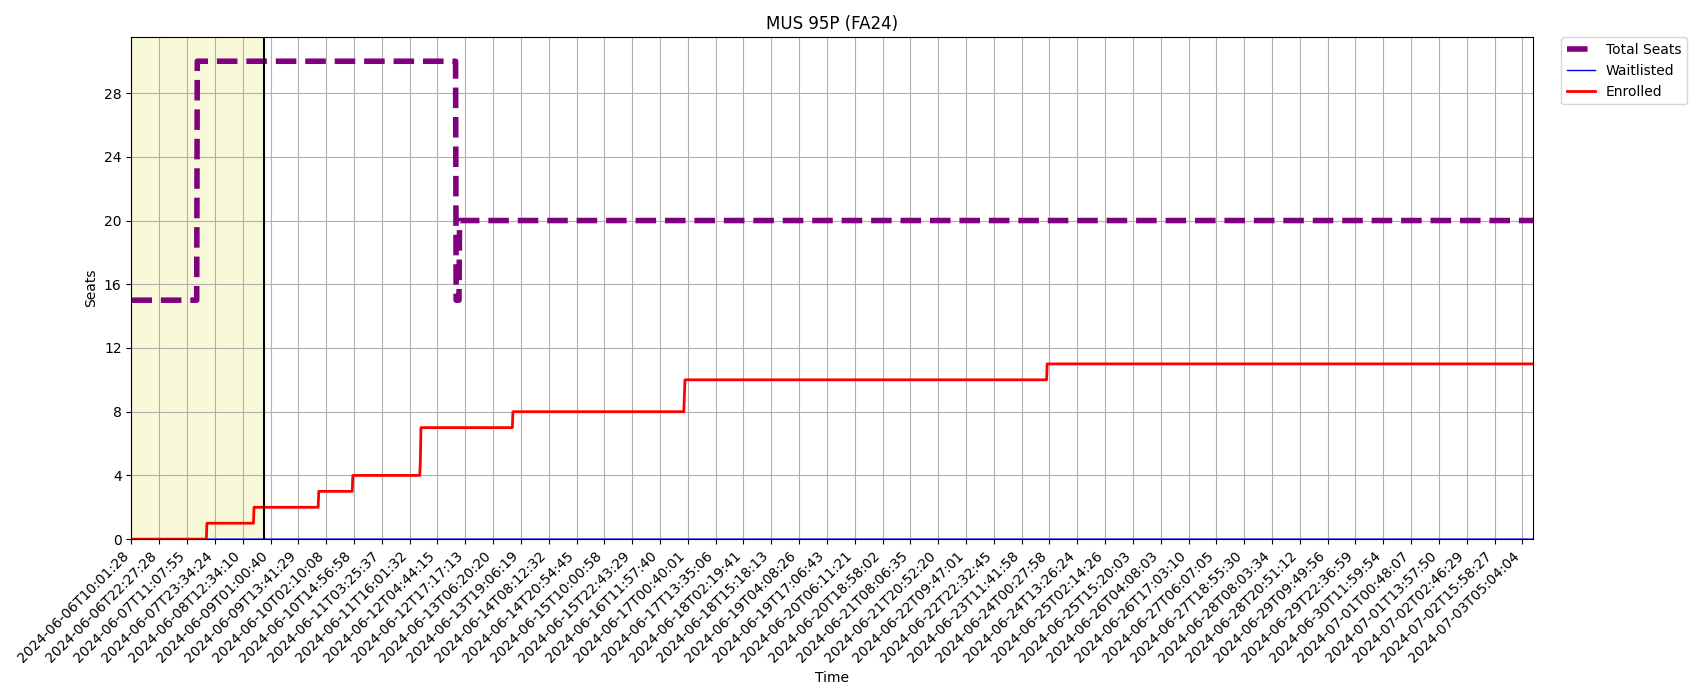 MUS 95P (FA24)
Total Seats
Waitlisted
Enrolled
Seats
28
24
20
16
12
8
4
0
2024-06-06T10:01:28
2024-06-06T22:27:28
2024-06-07T11:07:55
2024-06-07T23:34:24
2024-06-08T12:34:10
2024-06-09T01:00:40
2024-06-09T13:41:29
2024-06-10T02:10:08
2024-06-10T14:56:58
2024-06-11T03:25:37
2024-06-11T16:01:32
2024-06-12T04:44:15
2024-06-12T17:17:13
2024-06-13T06:20:20
2024-06-13T19:06:19
2024-06-14T08:12:32
2024-06-14T20:54:45
2024-06-15T10:00:58
2024-06-15T22:43:29
2024-06-16T11:57:40
2024-06-17T00:40:01
2024-06-17T13:35:06
2024-06-18T02:19:41
2024-06-18T15:18:13
2024-06-19T04:08:26
2024-06-19T17:06:43
2024-06-20T06:11:21
2024-06-20T18:58:02
2024-06-21T08:06:35
2024-06-21T20:52:20
2024-06-22T09:47:01
2024-06-22T22:32:45
2024-06-23T11:41:58
2024-06-24T00:27:58
2024-06-24T13:26:24
2024-06-25T02:14:26
2024-06-25T15:20:03
2024-06-26T04:08:03
2024-06-26T17:03:10
2024-06-27T06:07:05
2024-06-27T18:55:30
2024-06-28T08:03:34
2024-06-28T20:51:12
2024-06-29T09:49:56
2024-06-29T22:36:59
2024-06-30T11:59:54
2024-07-01T00:48:07
2024-07-01T13:57:50
2024-07-02T02:46:29
2024-07-02T15:58:27
2024-07-03T05:04:04
Time